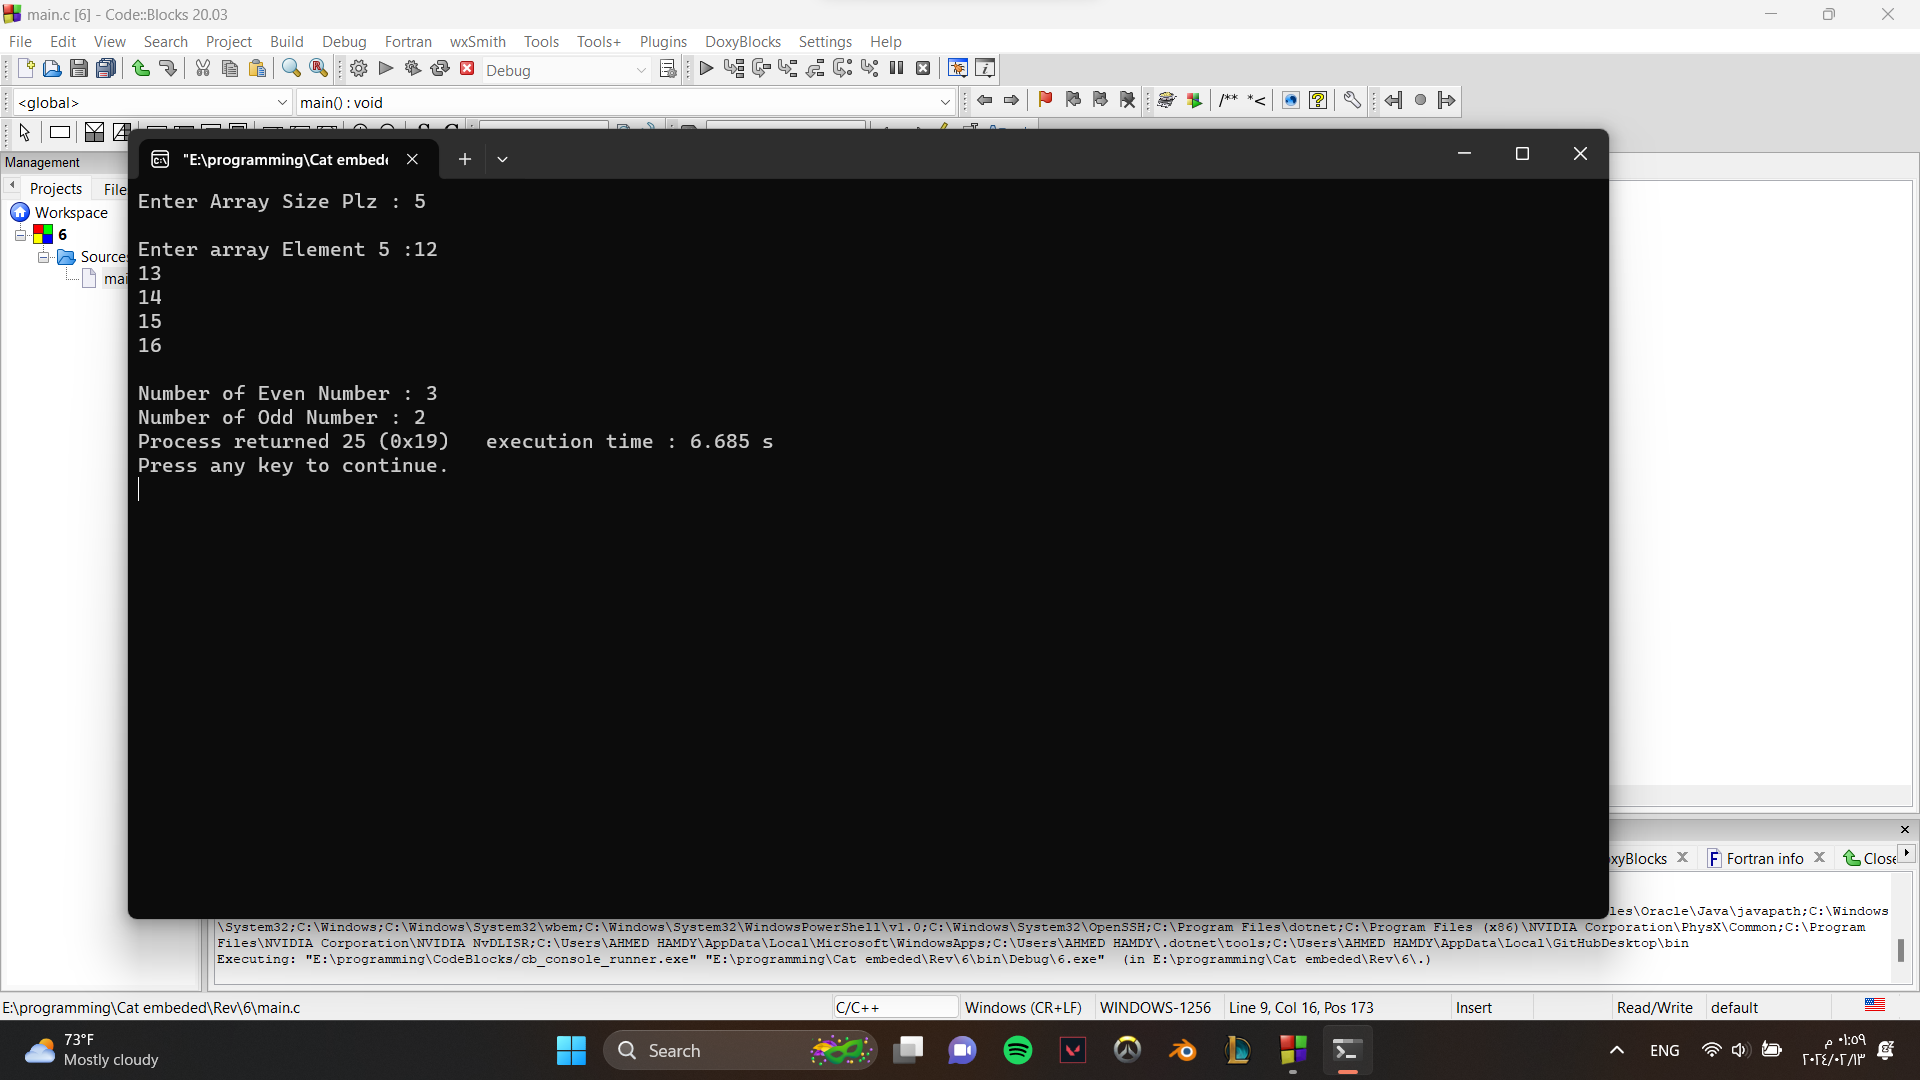 main.c [6] - Code::Blocks 20.03
File Edit View Search Project Build Debug Fortran wxSmith Tools Tools+ Plugins DoxyBlocks Settings Help
Debug
<global> main() : void
/** *<
Management
"E:\programming\Cat embed
Projects File
Workspace
6
Sources
mai
Enter Array Size Plz : 5
Enter array Element 5 :12
13
14
15
16
Number of Even Number : 3
Number of Odd Number : 2
Process returned 25 (0x19)   execution time : 6.685 s
Press any key to continue.
oxyBlocks Fortran info Close
les\Oracle\Java\javapath;C:\Windows
\System32;C:\Windows;C:\Windows\System32\wbem;C:\Windows\System32\WindowsPowerShell\v1.0;C:\Windows\System32\OpenSSH;C:\Program Files\dotnet;C:\Program Files (x86)\NVIDIA Corporation\PhysX\Common;C:\Program
Files\NVIDIA Corporation\NVIDIA NvDLISR;C:\Users\AHMED HAMDY\AppData\Local\Microsoft\WindowsApps;C:\Users\AHMED HAMDY\.dotnet\tools;C:\Users\AHMED HAMDY\AppData\Local\GitHubDesktop\bin
Executing: "E:\programming\CodeBlocks/cb_console_runner.exe" "E:\programming\Cat embeded\Rev\6\bin\Debug\6.exe"  (in E:\programming\Cat embeded\Rev\6\.)
E:\programming\Cat embeded\Rev\6\main.c C/C++ Windows (CR+LF) WINDOWS-1256 Line 9, Col 16, Pos 173 Insert Read/Write default
73°F
Mostly cloudy
Search
ENG
٠١:٥٩ م
٢٠٢٤/٠٢/١٣